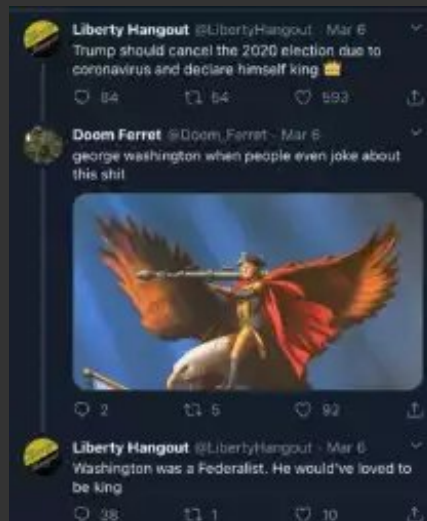 Liberty Hangout @LibertyHangout · Mar 6
Trump should cancel the 2020 election due to
coronavirus and declare himself king 👑
84 54 593
Doom Ferret @Doom_Ferret · Mar 6
george washington when people even joke about
this shit
2 5 92
Liberty Hangout @LibertyHangout · Mar 6
Washington was a Federalist. He would've loved to
be king
38 1 10